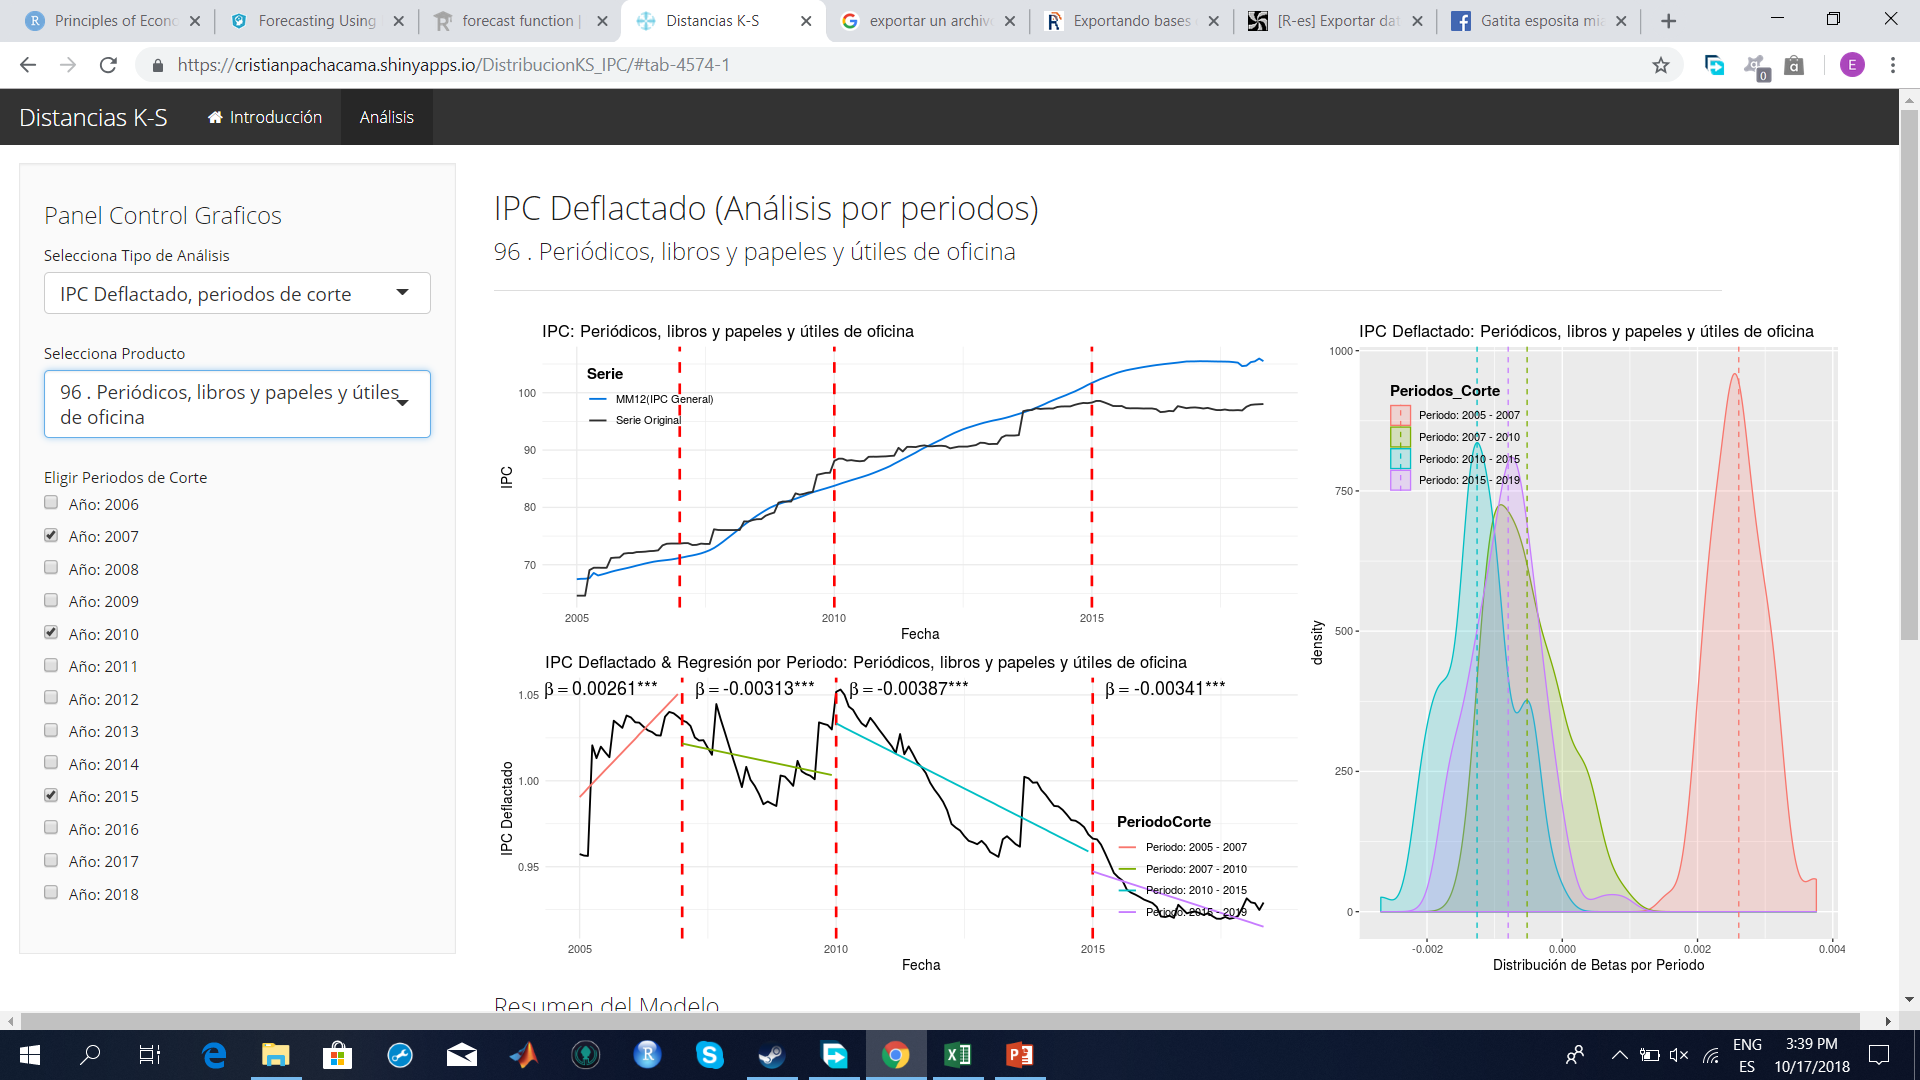 Principles of Econo
Forecasting Using
forecast function |
Distancias K-S
exportar un archivo
Exportando bases
[R-es] Exportar dat
Gatita esposita mia
https://cristianpachacama.shinyapps.io/DistribucionKS_IPC/#tab-4574-1
0
a
E
Distancias K-S
Introducción
Análisis
Panel Control Graficos
Selecciona Tipo de Análisis
IPC Deflactado, periodos de corte
Selecciona Producto
96 . Periódicos, libros y papeles y útiles
de oficina
Eligir Periodos de Corte
Año: 2006
Año: 2007
Año: 2008
Año: 2009
Año: 2010
Año: 2011
Año: 2012
Año: 2013
Año: 2014
Año: 2015
Año: 2016
Año: 2017
Año: 2018
IPC Deflactado (Análisis por periodos)
96 . Periódicos, libros y papeles y útiles de oficina
IPC: Periódicos, libros y papeles y útiles de oficina
Serie
MM12(IPC General)
Serie Original
100
90
80
70
IPC
2005
2010
2015
Fecha
IPC Deflactado & Regresión por Periodo: Periódicos, libros y papeles y útiles de oficina
β = 0.00261***
β = -0.00313***
β = -0.00387***
β = -0.00341***
1.05
1.00
0.95
IPC Deflactado
PeriodoCorte
Periodo: 2005 - 2007
Periodo: 2007 - 2010
Periodo: 2010 - 2015
Periodo: 2015 - 2019
2005
2010
2015
Fecha
IPC Deflactado: Periódicos, libros y papeles y útiles de oficina
Periodos_Corte
Periodo: 2005 - 2007
Periodo: 2007 - 2010
Periodo: 2010 - 2015
Periodo: 2015 - 2019
1000
750
500
250
0
density
-0.002
0.000
0.002
0.004
Distribución de Betas por Periodo
Resumen del Modelo
ENG
ES
3:39 PM
10/17/2018